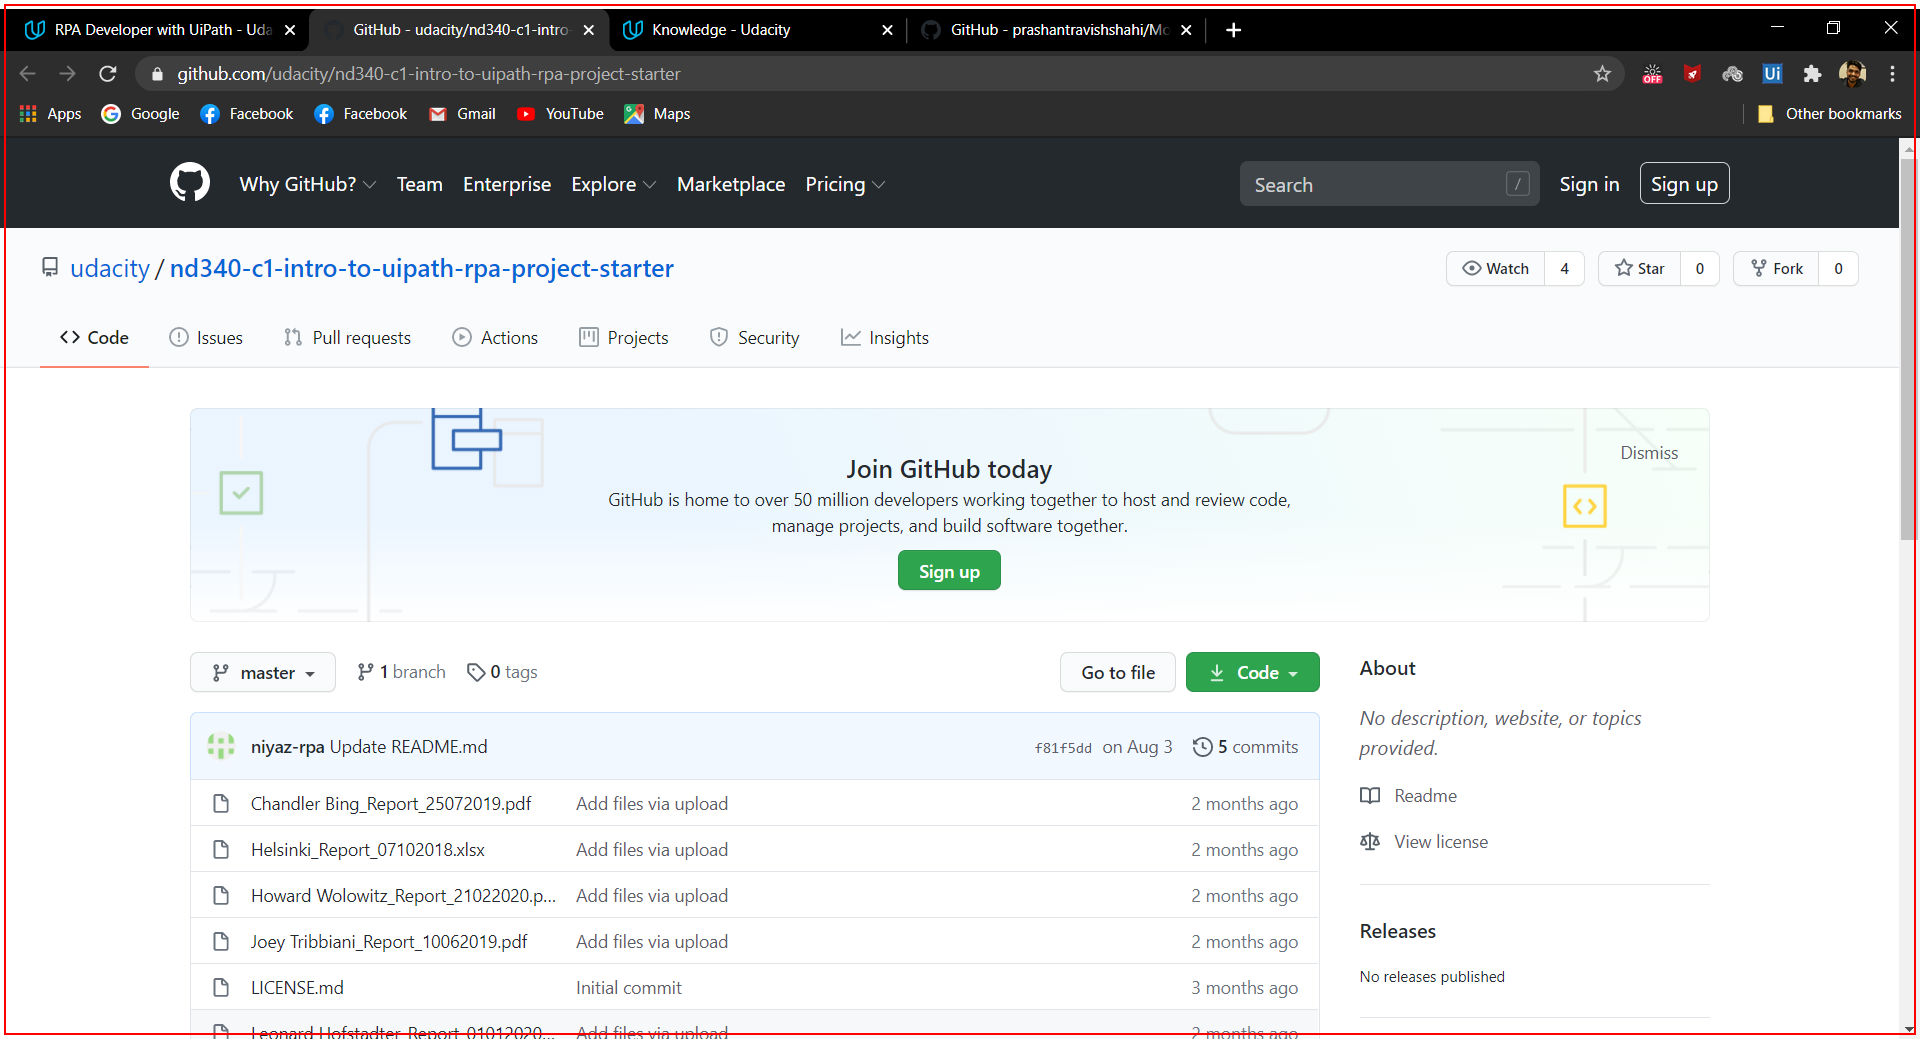 RPA Developer with UiPath - Uda
GitHub - udacity/nd340-c1-intro-
Knowledge - Udacity
GitHub - prashantravishshahi/Mo
github.com/udacity/nd340-c1-intro-to-uipath-rpa-project-starter
OFF
Ui
Apps
Google
Facebook
Facebook
Gmail
YouTube
Maps
Other bookmarks
Why GitHub?
Team
Enterprise
Explore
Marketplace
Pricing
Search
/
Sign in
Sign up
udacity / nd340-c1-intro-to-uipath-rpa-project-starter
Watch 4
Star 0
Fork 0
Code
Issues
Pull requests
Actions
Projects
Security
Insights
Join GitHub today
Dismiss
GitHub is home to over 50 million developers working together to host and review code,
manage projects, and build software together.
Sign up
master
1 branch
0 tags
Go to file
Code
niyaz-rpa Update README.md
f81f5dd on Aug 3
5 commits
Chandler Bing_Report_25072019.pdf Add files via upload 2 months ago
Helsinki_Report_07102018.xlsx Add files via upload 2 months ago
Howard Wolowitz_Report_21022020.p... Add files via upload 2 months ago
Joey Tribbiani_Report_10062019.pdf Add files via upload 2 months ago
LICENSE.md Initial commit 3 months ago
Leonard Hofstadter_Report_01012020... Add files via upload 2 months ago
About
No description, website, or topics
provided.
Readme
View license
Releases
No releases published